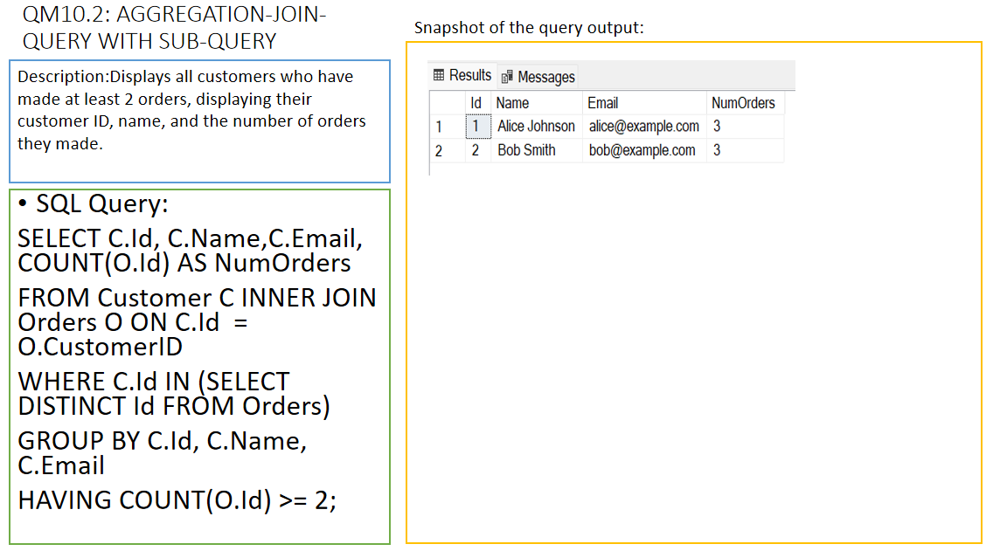 QM10.2: AGGREGATION-JOIN-
QUERY WITH SUB-QUERY
Description:Displays all customers who have
made at least 2 orders, displaying their
customer ID, name, and the number of orders
they made.
• SQL Query:
SELECT C.Id, C.Name,C.Email,
COUNT(O.Id) AS NumOrders
FROM Customer C INNER JOIN
Orders O ON C.Id  =
O.CustomerID
WHERE C.Id IN (SELECT
DISTINCT Id FROM Orders)
GROUP BY C.Id, C.Name,
C.Email
HAVING COUNT(O.Id) >= 2;
Snapshot of the query output:
Results Messages
Id Name Email NumOrders
1 1 Alice Johnson alice@example.com 3
2 2 Bob Smith bob@example.com 3